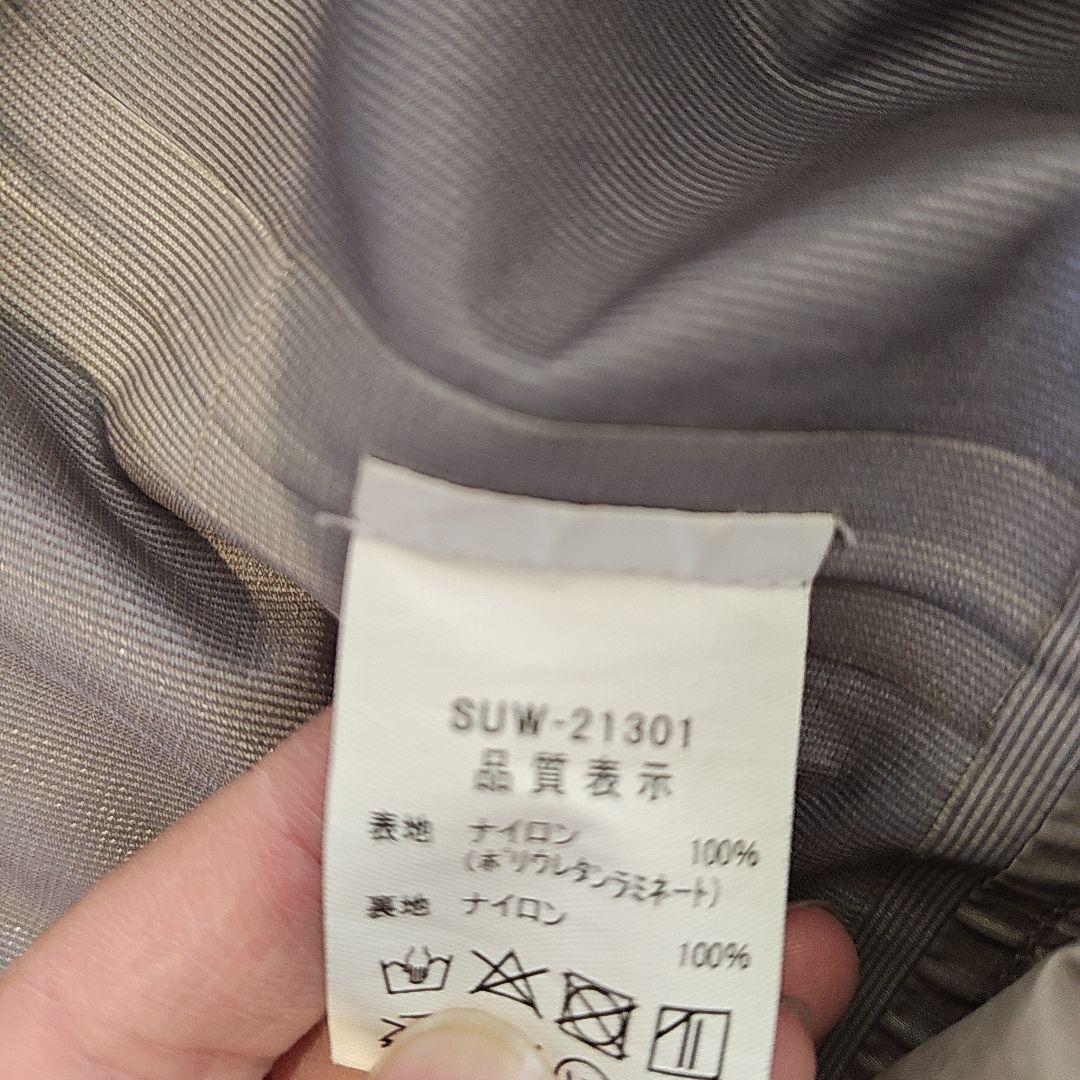 SUW-21301
品質表示
表地 ナイロン 100%
(ポリウレタンラミネート)
裏地 ナイロン 100%